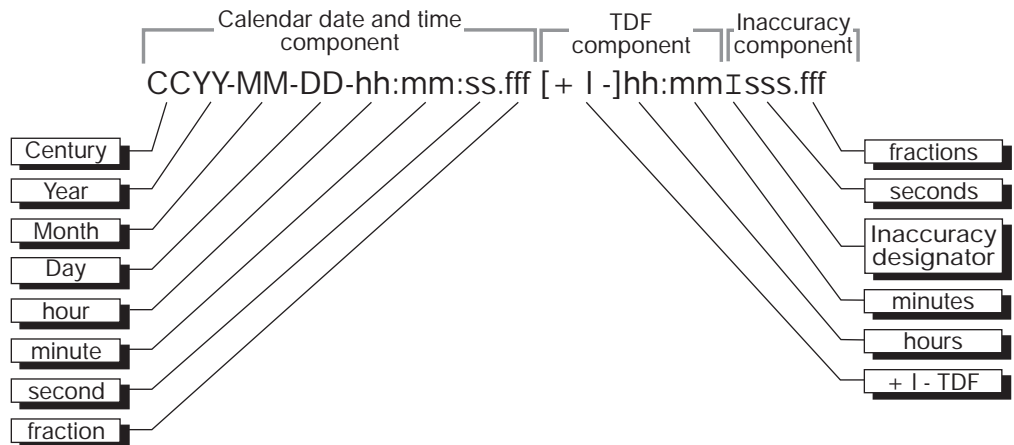 Calendar date and time component
TDF component
Inaccuracy component
CCYY-MM-DD-hh:mm:ss.fff [+ I -]hh:mmIsss.fff
Century
Year
Month
Day
hour
minute
second
fraction
fractions
seconds
Inaccuracy designator
minutes
hours
+ I - TDF